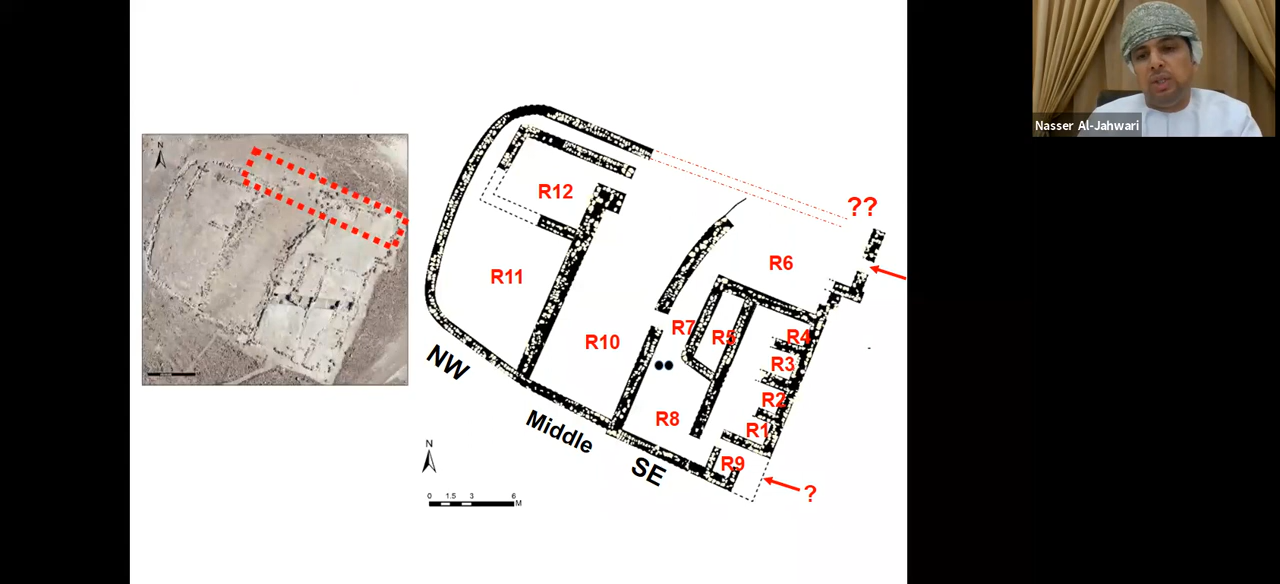 Nasser Al-Jahwari
N
R12
??
R6
R11
R7
R5
R4
R10
R3
R2
R8
R1
R9
NW
Middle
SE
?
N
0 1.5 3 6
M